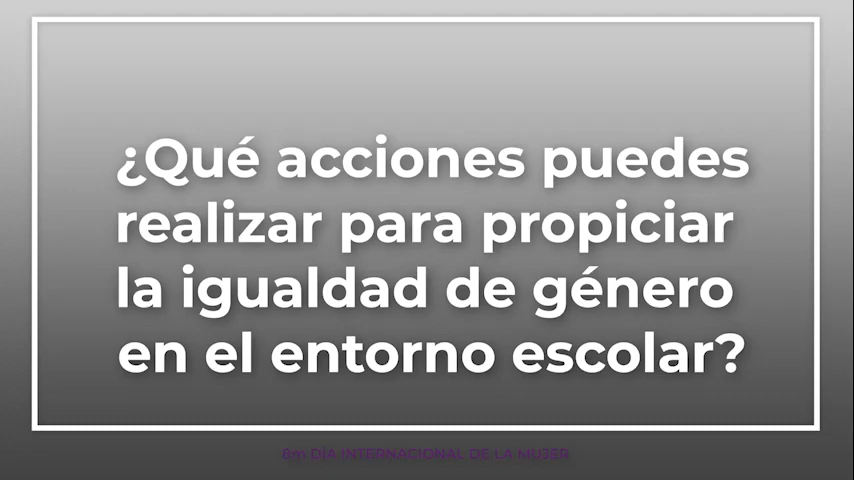 ¿Qué acciones puedes
realizar para propiciar
la igualdad de género
en el entorno escolar?
8m DÍA INTERNACIONAL DE LA MUJER